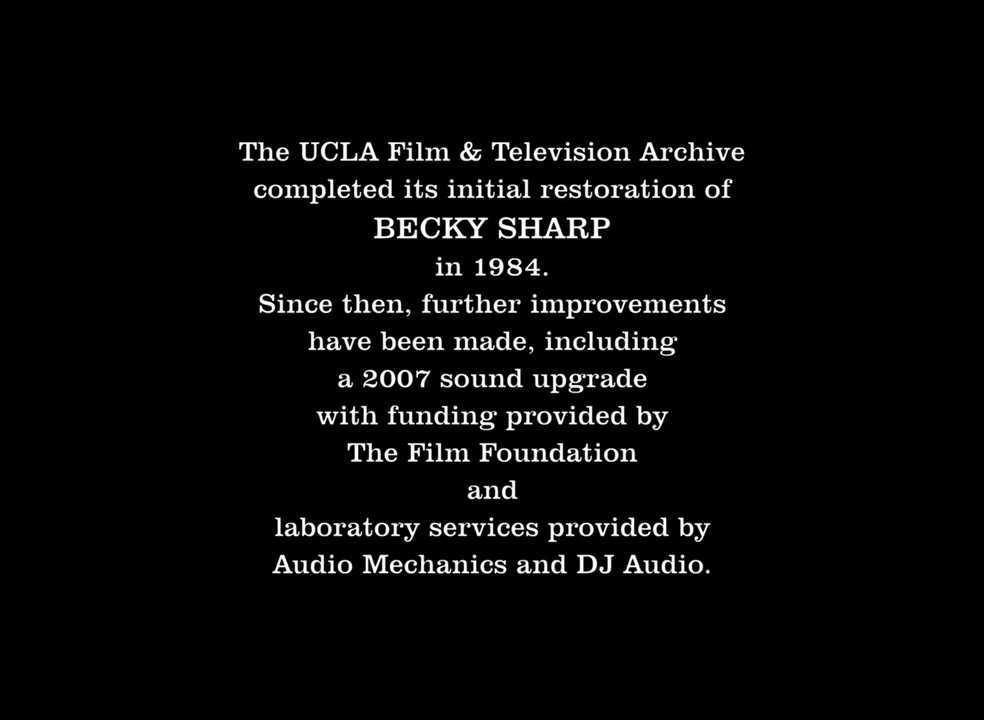 The UCLA Film & Television Archive
completed its initial restoration of
BECKY SHARP
in 1984.
Since then, further improvements
have been made, including
a 2007 sound upgrade
with funding provided by
The Film Foundation
and
laboratory services provided by
Audio Mechanics and DJ Audio.